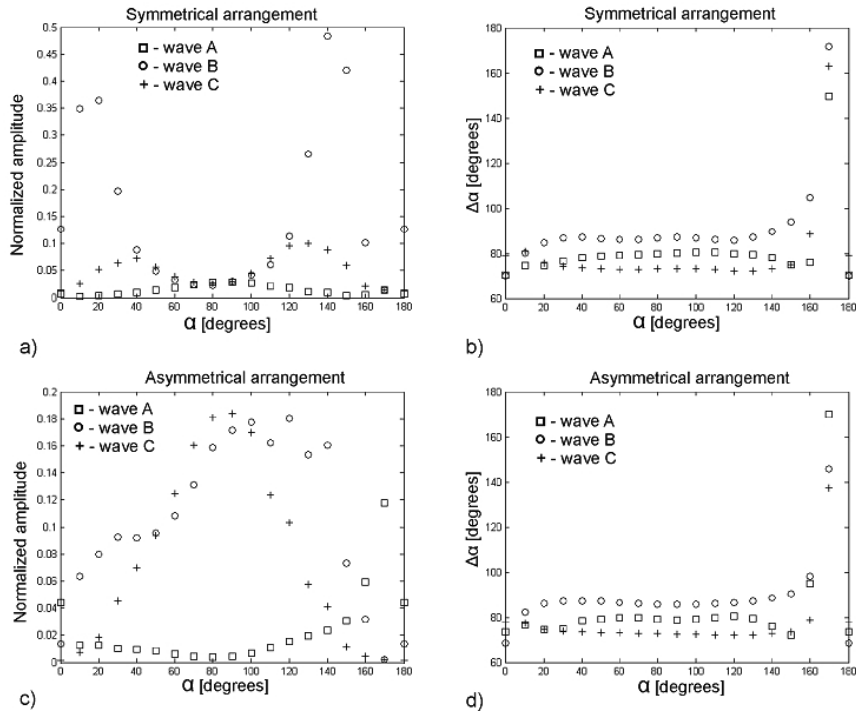 Symmetrical arrangement
Normalized amplitude
0.5
0.45
0.4
0.35
0.3
0.25
0.2
0.15
0.1
0.05
0
- wave A
- wave B
- wave C
0 20 40 60 80 100 120 140 160 180
α [degrees]
a)
Symmetrical arrangement
Δα [degrees]
180
160
140
120
100
80
60
- wave A
- wave B
- wave C
0 20 40 60 80 100 120 140 160 180
α [degrees]
b)
Asymmetrical arrangement
Normalized amplitude
0.2
0.18
0.16
0.14
0.12
0.1
0.08
0.06
0.04
0.02
0
- wave A
- wave B
- wave C
0 20 40 60 80 100 120 140 160 180
α [degrees]
c)
Asymmetrical arrangement
Δα [degrees]
180
160
140
120
100
80
60
- wave A
- wave B
- wave C
0 20 40 60 80 100 120 140 160 180
α [degrees]
d)